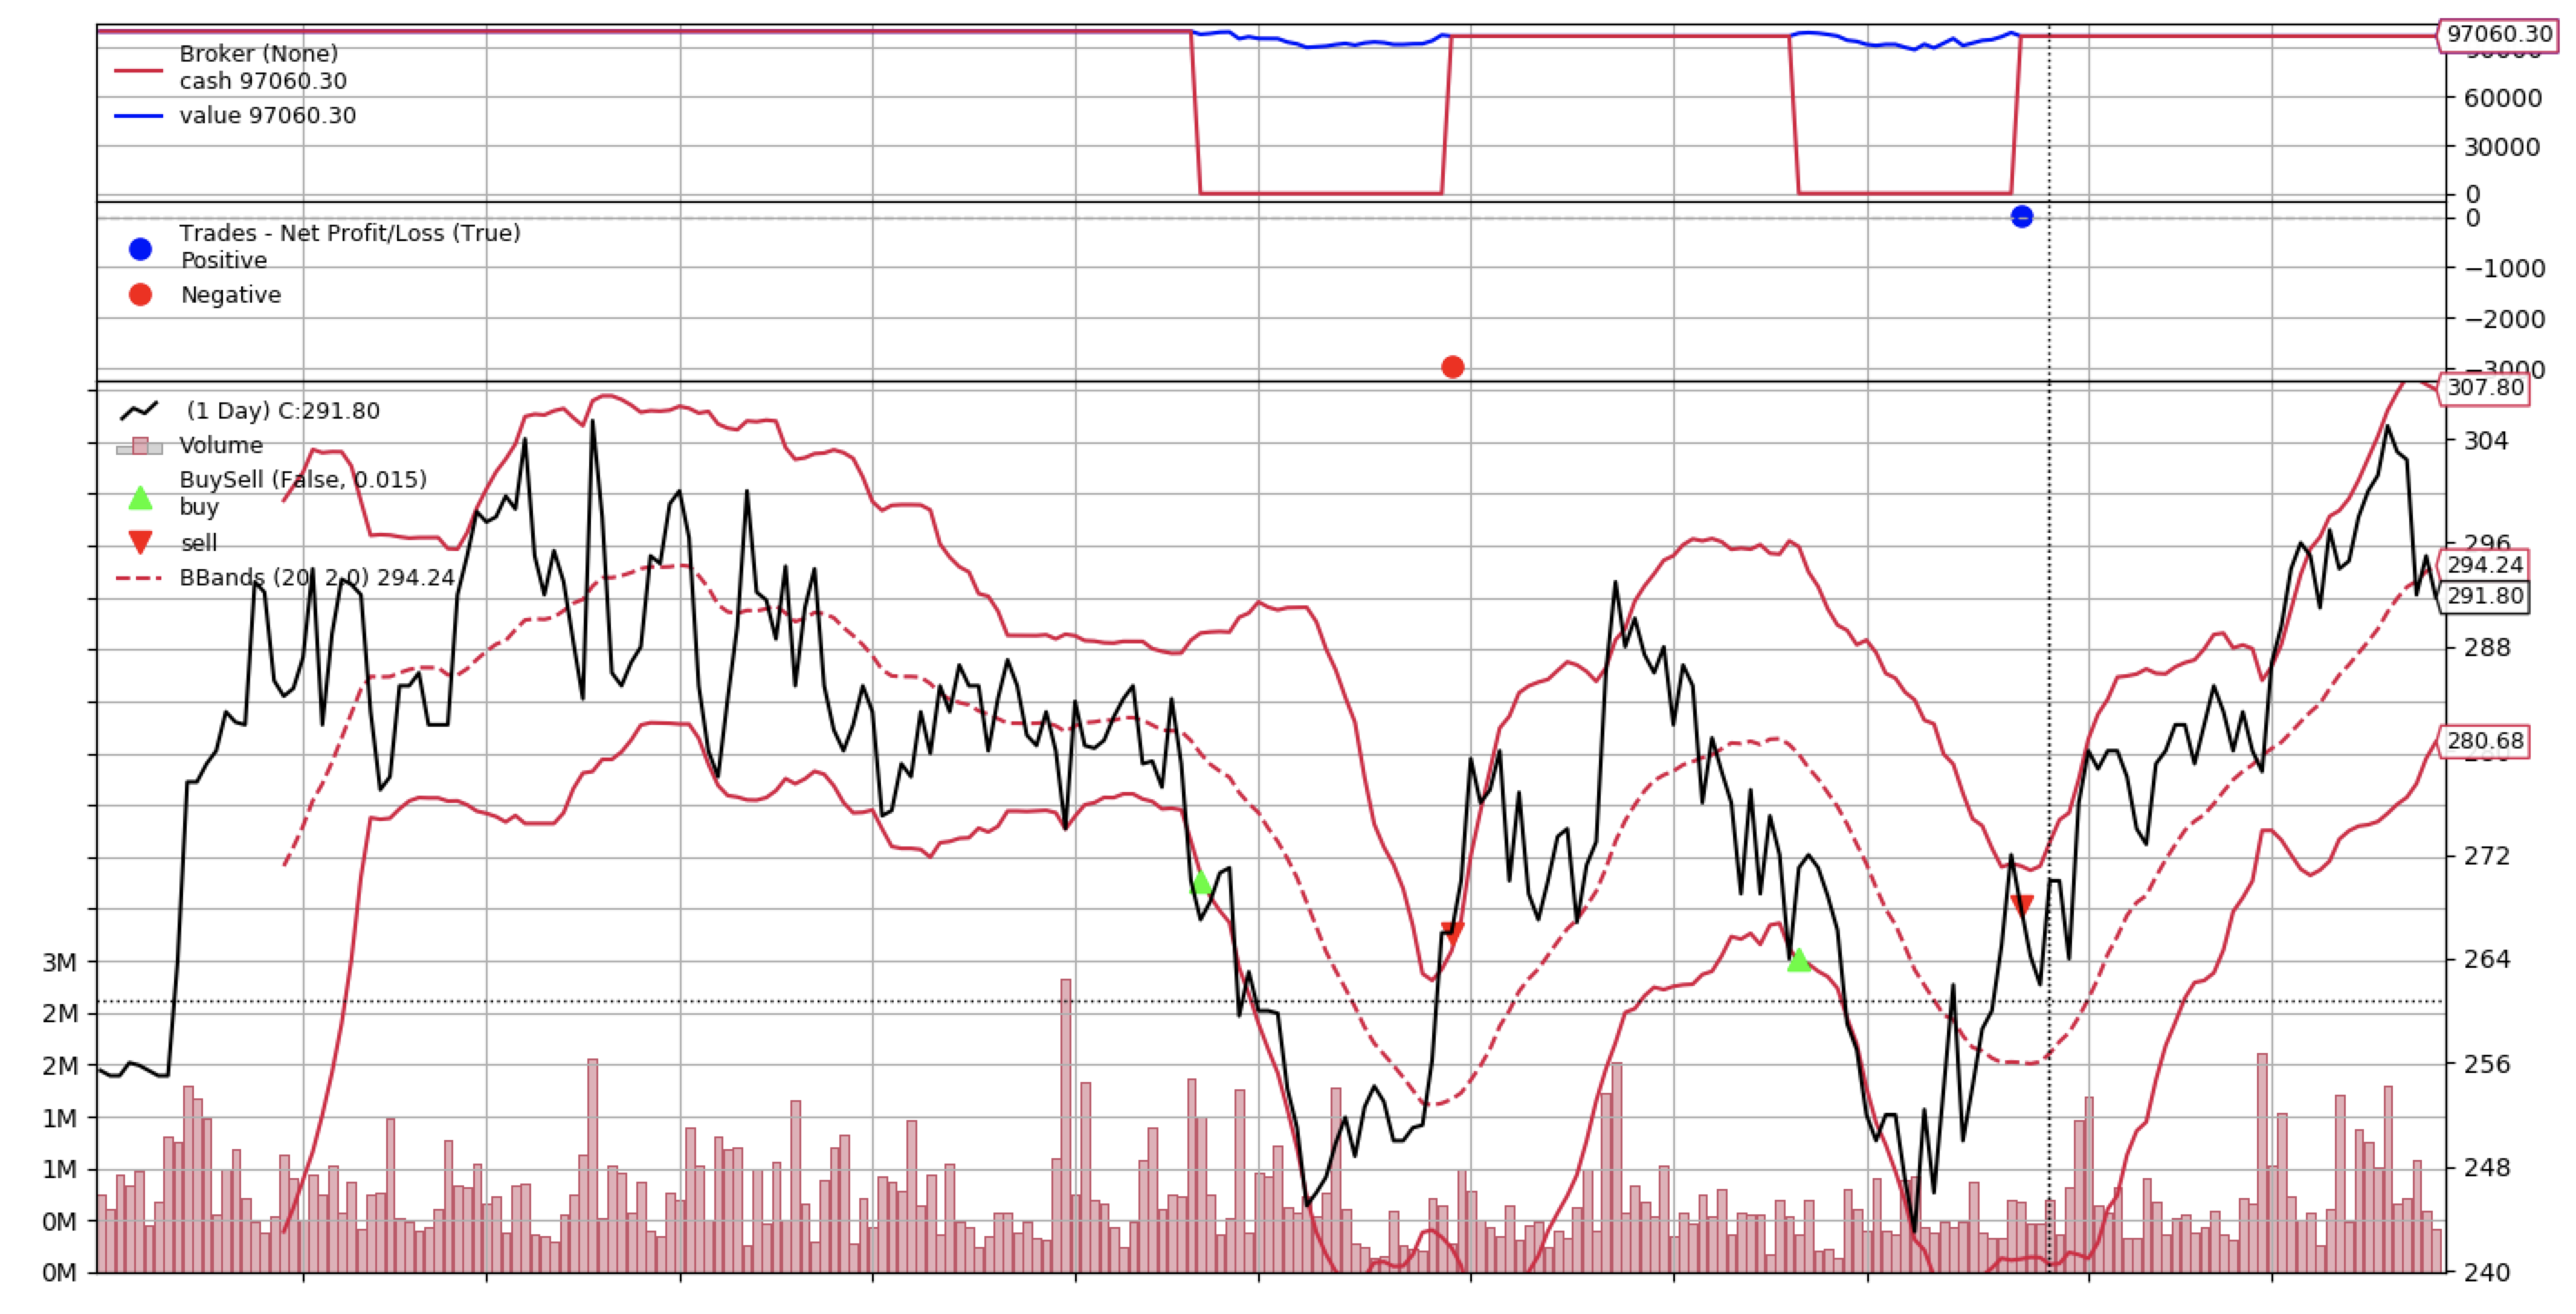 97060.30
Broker (None)
cash 97060.30
value 97060.30
60000
30000
0
Trades - Net Profit/Loss (True)
Positive
Negative
0
−1000
−2000
−3000
307.80
(1 Day) C:291.80
Volume
BuySell (False, 0.015)
buy
sell
BBands (20, 2.0) 294.24
304
296
294.24
291.80
288
280.68
272
264
256
248
240
3M
2M
2M
1M
1M
0M
0M